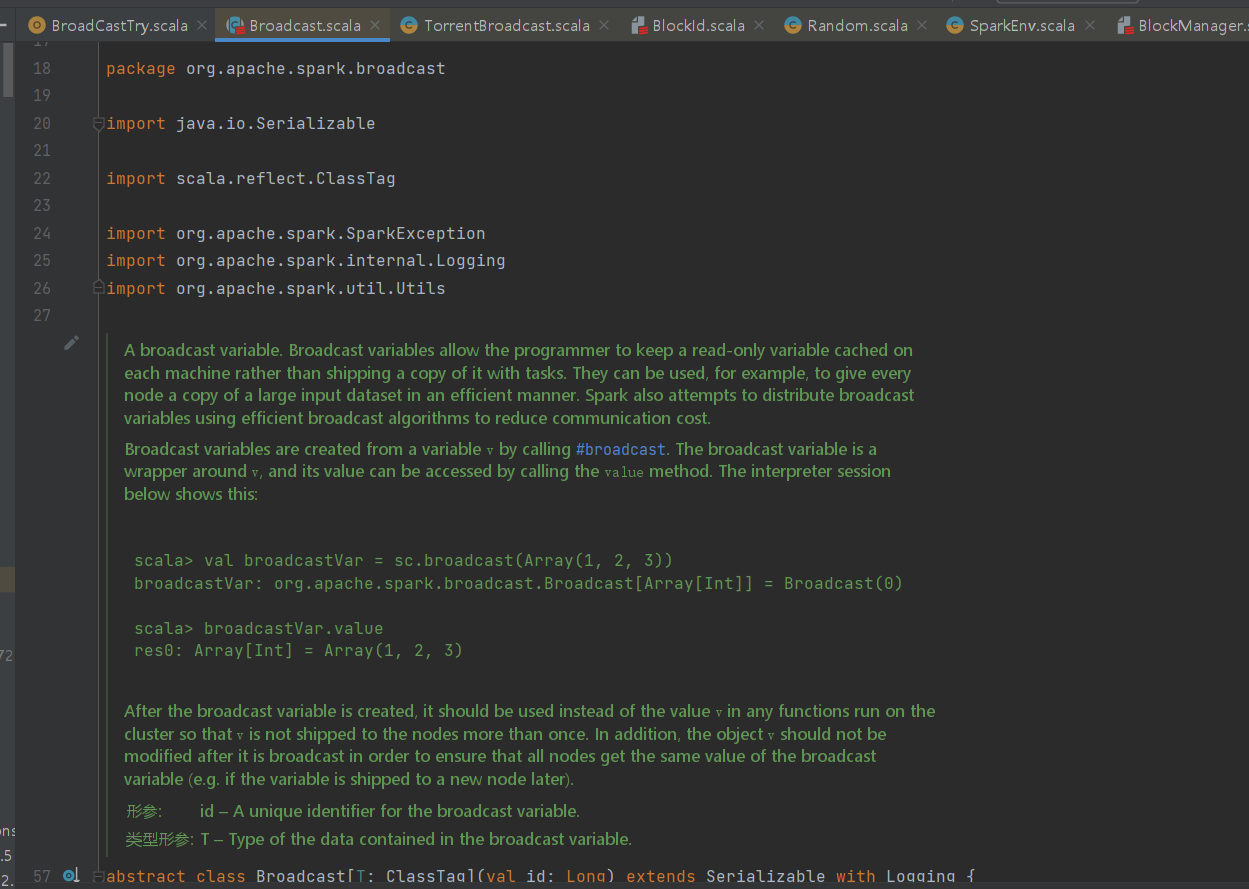 BroadCastTry.scala Broadcast.scala TorrentBroadcast.scala BlockId.scala Random.scala SparkEnv.scala BlockManager.s
17
18 package org.apache.spark.broadcast
19
20 import java.io.Serializable
21
22 import scala.reflect.ClassTag
23
24 import org.apache.spark.SparkException
25 import org.apache.spark.internal.Logging
26 import org.apache.spark.util.Utils
27
A broadcast variable. Broadcast variables allow the programmer to keep a read-only variable cached on
each machine rather than shipping a copy of it with tasks. They can be used, for example, to give every
node a copy of a large input dataset in an efficient manner. Spark also attempts to distribute broadcast
variables using efficient broadcast algorithms to reduce communication cost.
Broadcast variables are created from a variable v by calling #broadcast. The broadcast variable is a
wrapper around v, and its value can be accessed by calling the value method. The interpreter session
below shows this:
scala> val broadcastVar = sc.broadcast(Array(1, 2, 3))
broadcastVar: org.apache.spark.broadcast.Broadcast[Array[Int]] = Broadcast(0)
scala> broadcastVar.value
res0: Array[Int] = Array(1, 2, 3)
After the broadcast variable is created, it should be used instead of the value v in any functions run on the
cluster so that v is not shipped to the nodes more than once. In addition, the object v should not be
modified after it is broadcast in order to ensure that all nodes get the same value of the broadcast
variable (e.g. if the variable is shipped to a new node later).
形参: id – A unique identifier for the broadcast variable.
类型形参: T – Type of the data contained in the broadcast variable.
57 abstract class Broadcast[T: ClassTag](val id: Long) extends Serializable with Logging {
72
ons
.5
2.